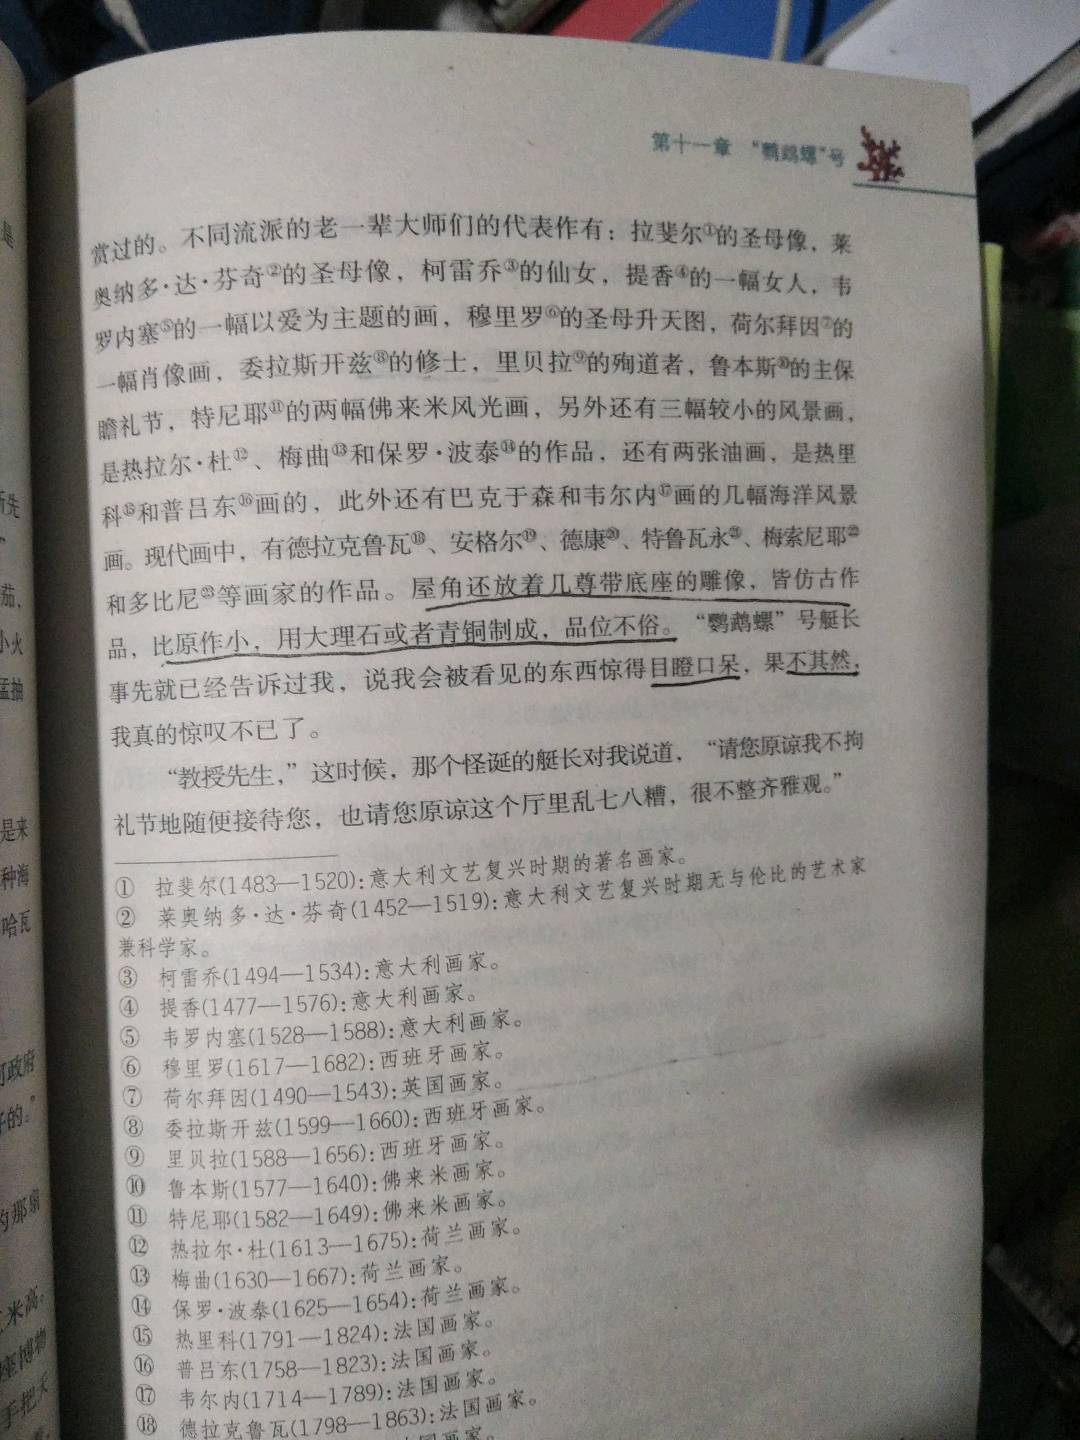 第十一章 “鹦鹉螺”号
赏过的。不同流派的老一辈大师们的代表作有：拉斐尔①的圣母像，莱
奥纳多·达·芬奇②的圣母像，柯雷乔③的仙女，提香④的一幅女人，韦
罗内塞⑤的一幅以爱为主题的画，穆里罗⑥的圣母升天图，荷尔拜因⑦的
一幅肖像画，委拉斯开兹⑧的修士，里贝拉⑨的殉道者，鲁本斯⑩的主保
瞻礼节，特尼耶⑪的两幅佛来米风光画，另外还有三幅较小的风景画，
是热拉尔·杜⑫、梅曲⑬和保罗·波泰⑭的作品，还有两张油画，是热里
科⑮和普吕东⑯画的，此外还有巴克于森和韦尔内⑰画的几幅海洋风景
画。现代画中，有德拉克鲁瓦⑱、安格尔⑲、德康⑳、特鲁瓦永㉑、梅索尼耶㉒
和多比尼㉓等画家的作品。屋角还放着几尊带底座的雕像，皆仿古作
品，比原作小，用大理石或者青铜制成，品位不俗。“鹦鹉螺”号艇长
事先就已经告诉过我，说我会被看见的东西惊得目瞪口呆，果不其然，
我真的惊叹不已了。
“教授先生，”这时候，那个怪诞的艇长对我说道，“请您原谅我不拘
礼节地随便接待您，也请您原谅这个厅里乱七八糟，很不整齐雅观。”
① 拉斐尔(1483—1520)：意大利文艺复兴时期的著名画家。
② 莱奥纳多·达·芬奇(1452—1519)：意大利文艺复兴时期无与伦比的艺术家
兼科学家。
③ 柯雷乔(1494—1534)：意大利画家。
④ 提香(1477—1576)：意大利画家。
⑤ 韦罗内塞(1528—1588)：意大利画家。
⑥ 穆里罗(1617—1682)：西班牙画家。
⑦ 荷尔拜因(1490—1543)：英国画家。
⑧ 委拉斯开兹(1599—1660)：西班牙画家。
⑨ 里贝拉(1588—1656)：西班牙画家。
⑩ 鲁本斯(1577—1640)：佛来米画家。
⑪ 特尼耶(1582—1649)：佛来米画家。
⑫ 热拉尔·杜(1613—1675)：荷兰画家。
⑬ 梅曲(1630—1667)：荷兰画家。
⑭ 保罗·波泰(1625—1654)：荷兰画家。
⑮ 热里科(1791—1824)：法国画家。
⑯ 普吕东(1758—1823)：法国画家。
⑰ 韦尔内(1714—1789)：法国画家。
⑱ 德拉克鲁瓦(1798—1863)：法国画家。